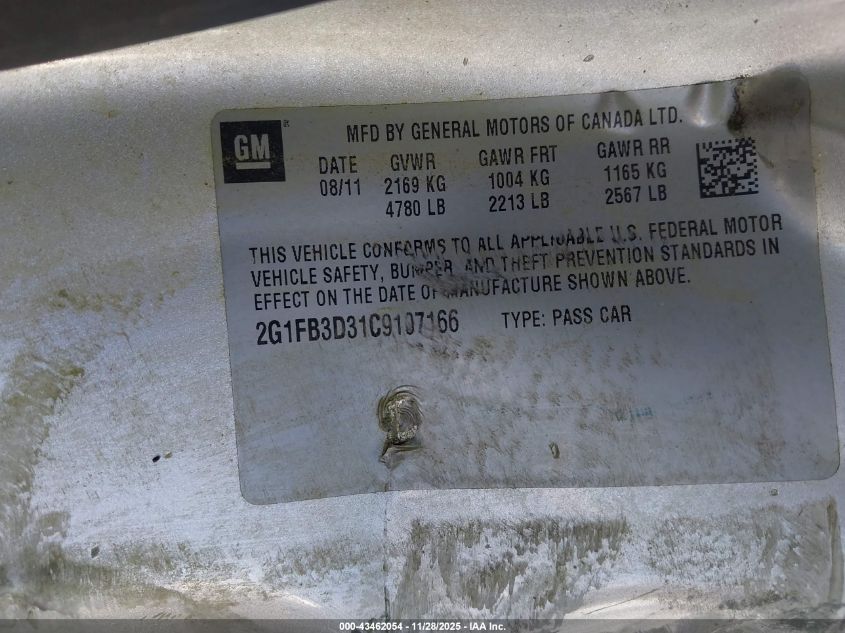 GM
MFD BY GENERAL MOTORS OF CANADA LTD.
DATE GVWR GAWR FRT GAWR RR
08/11 2169 KG 1004 KG 1165 KG
4780 LB 2213 LB 2567 LB
THIS VEHICLE CONFORMS TO ALL APPLICABLE U.S. FEDERAL MOTOR
VEHICLE SAFETY, BUMPER, AND THEFT PREVENTION STANDARDS IN
EFFECT ON THE DATE OF MANUFACTURE SHOWN ABOVE.
2G1FB3D31C9107166 TYPE: PASS CAR
000-43462054 - 11/28/2025 - IAA Inc.